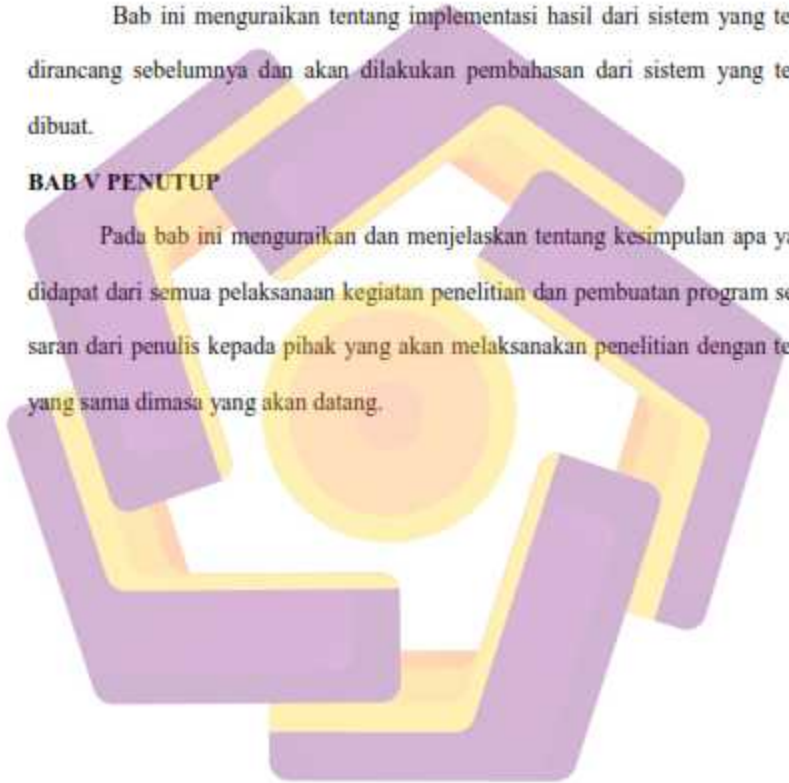 Bab ini menguraikan tentang implementasi hasil dari sistem yang te
dirancang sebelumnya dan akan dilakukan pembahasan dari sistem yang te
dibuat.
BAB V PENUTUP
Pada bab ini menguraikan dan menjelaskan tentang kesimpulan apa ya
didapat dari semua pelaksanaan kegiatan penelitian dan pembuatan program se
saran dari penulis kepada pihak yang akan melaksanakan penelitian dengan te
yang sama dimasa yang akan datang.